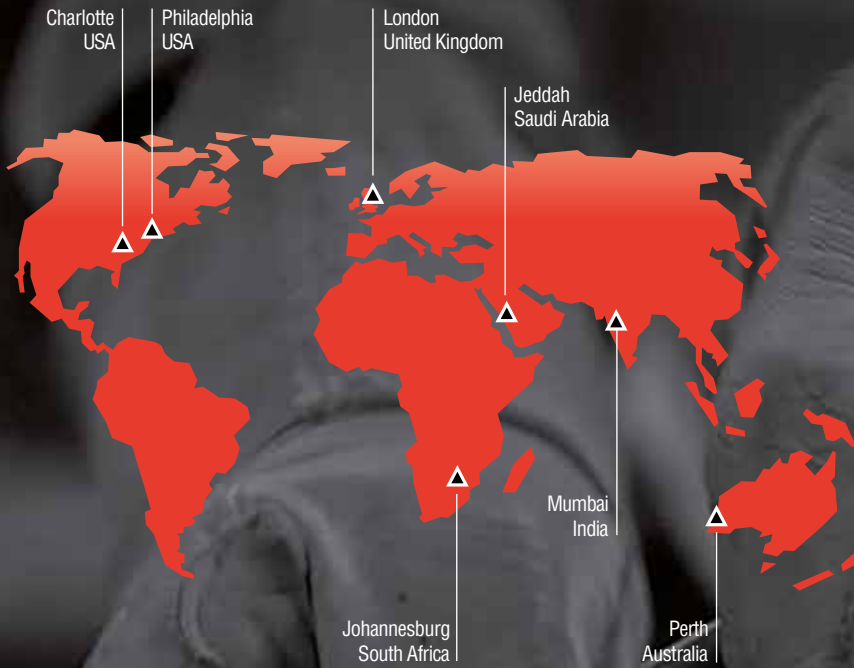 Charlotte
USA
Philadelphia
USA
London
United Kingdom
Jeddah
Saudi Arabia
Mumbai
India
Johannesburg
South Africa
Perth
Australia